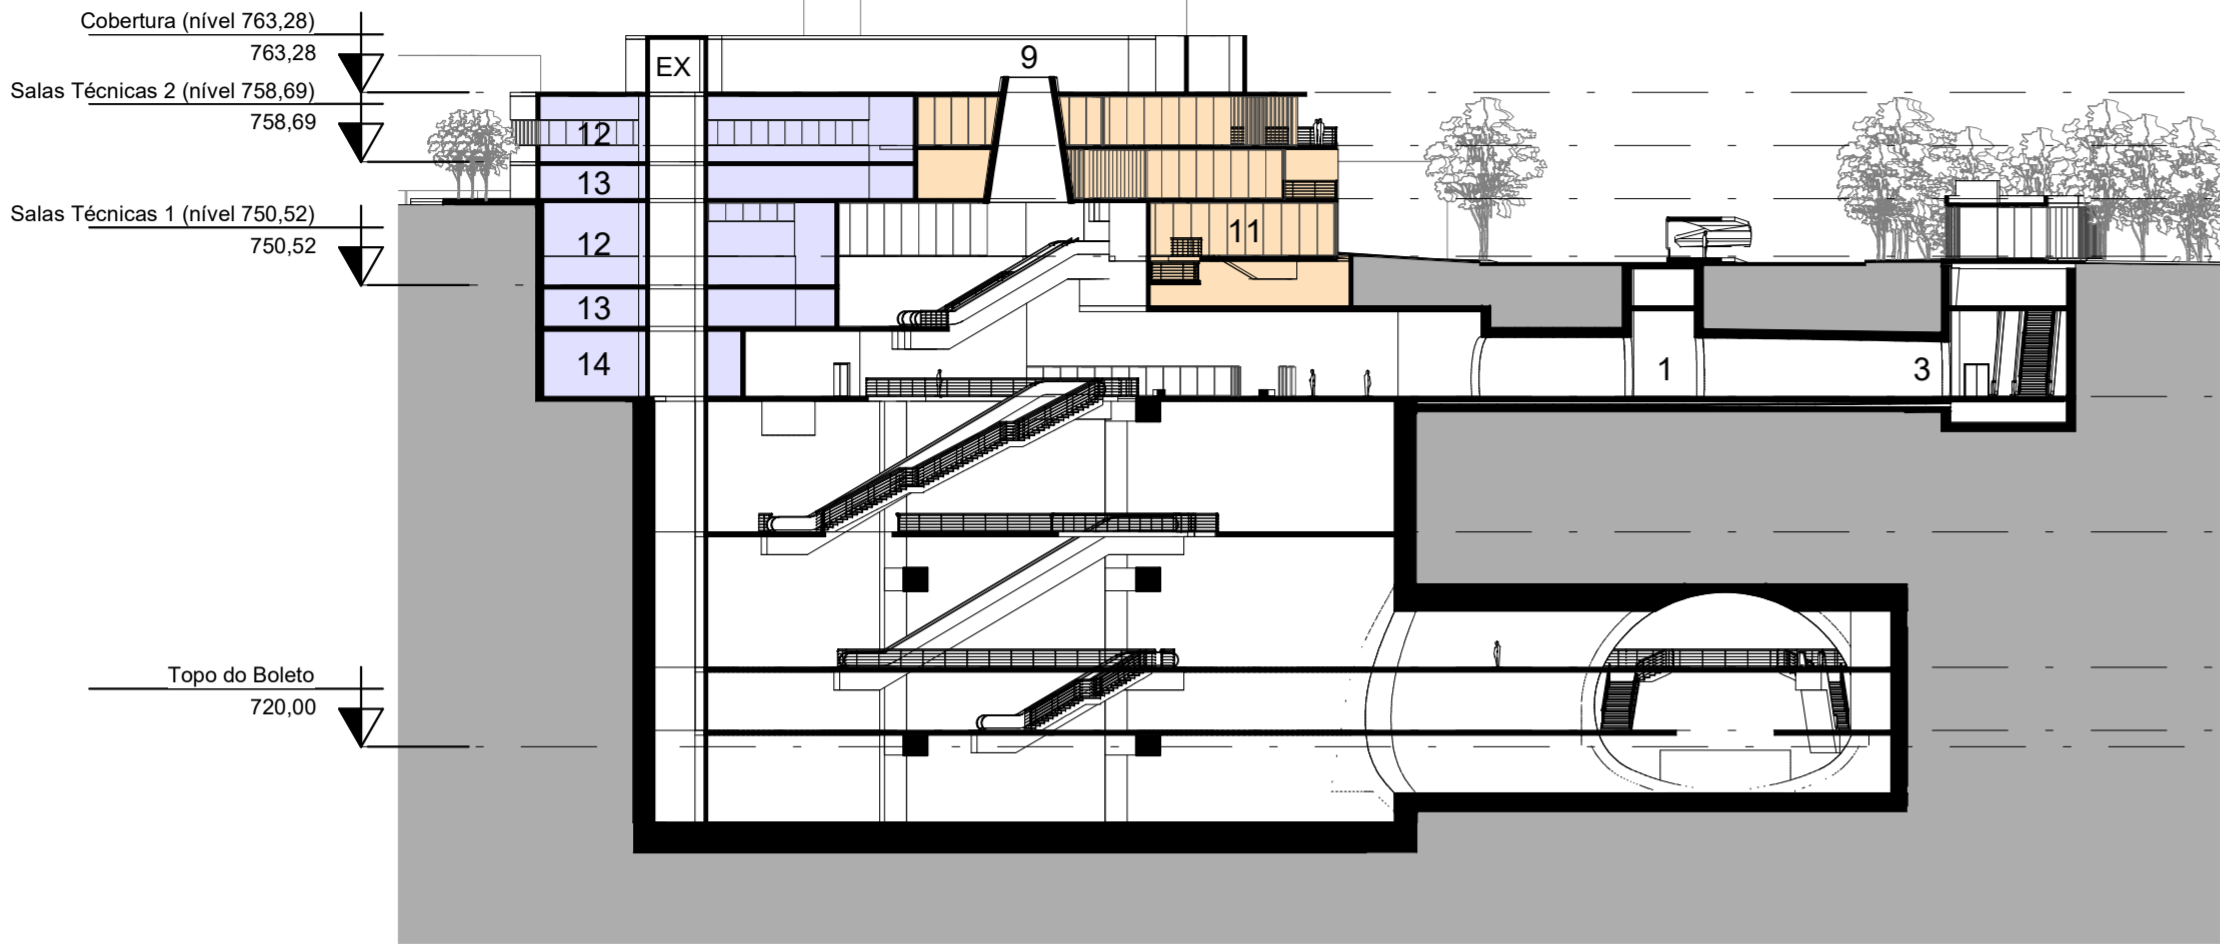 Cobertura (nível 763,28)
763,28
Salas Técnicas 2 (nível 758,69)
758,69
Salas Técnicas 1 (nível 750,52)
750,52
Topo do Boleto
720,00
EX
9
12
13
11
12
13
14
1
3